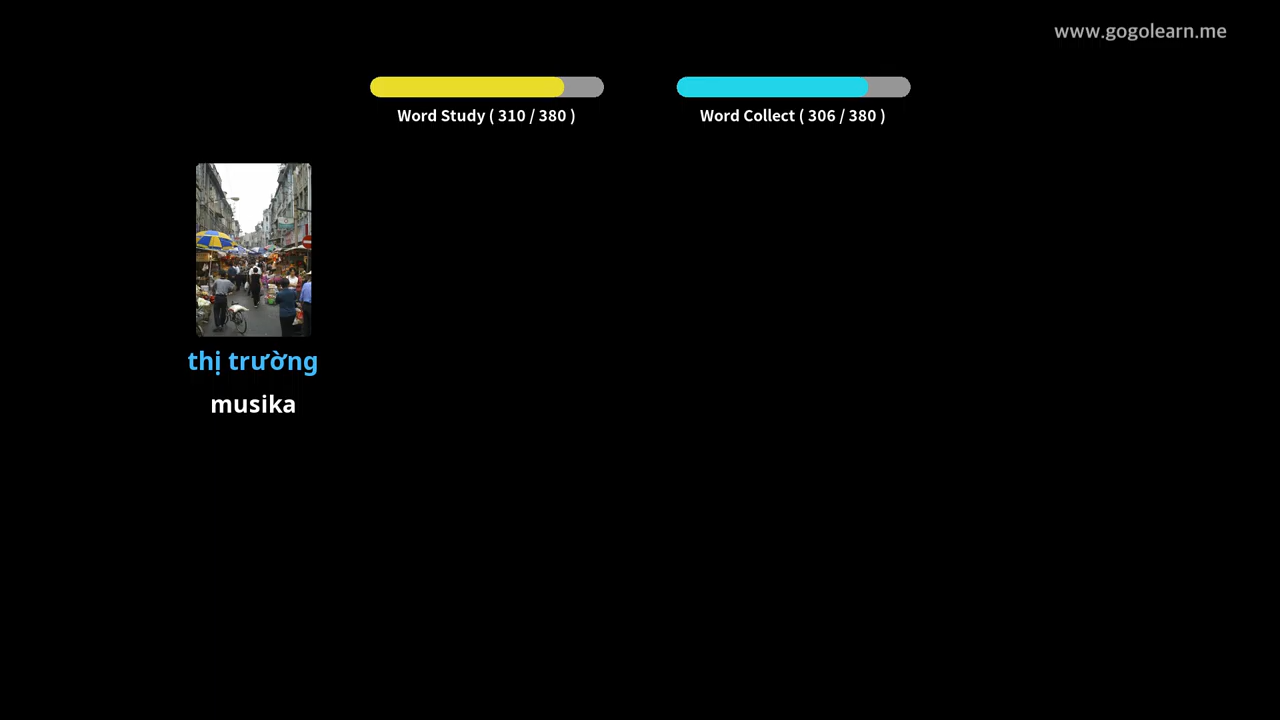 www.gogolearn.me
Word Study ( 310 / 380 )
Word Collect ( 306 / 380 )
thị trường
musika